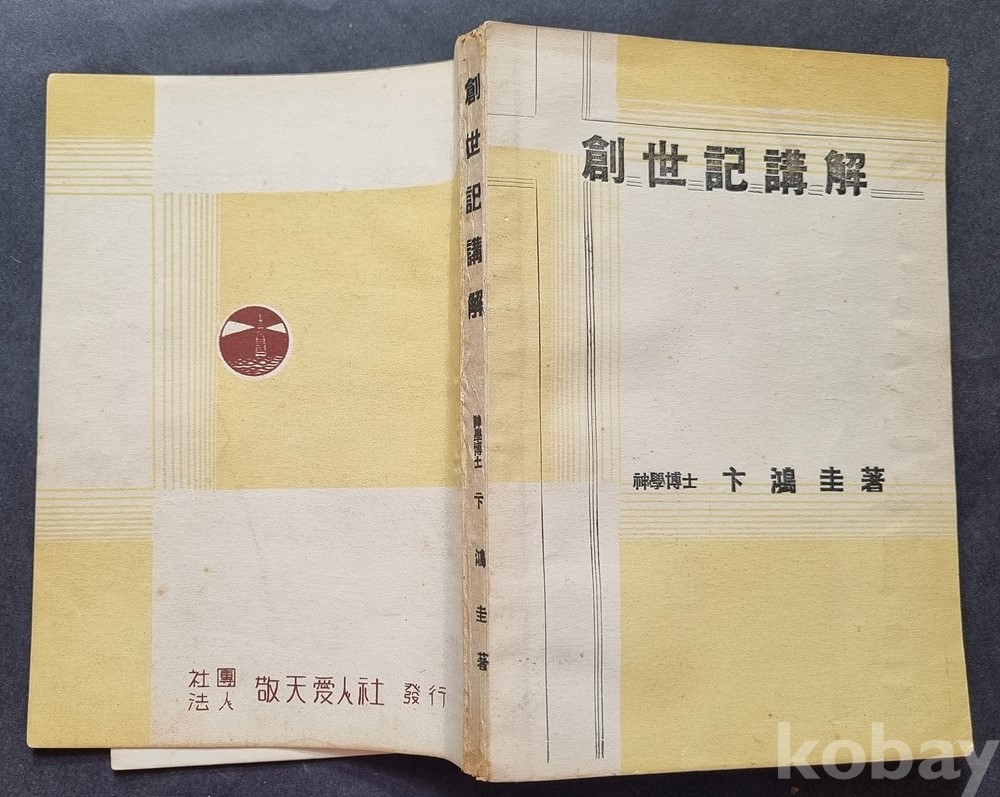 創世記講解
神學博士 卞鴻圭 著
創世記講解
神學博士 卞鴻圭 著
社團
法人
敬天愛人社 發行
kobay